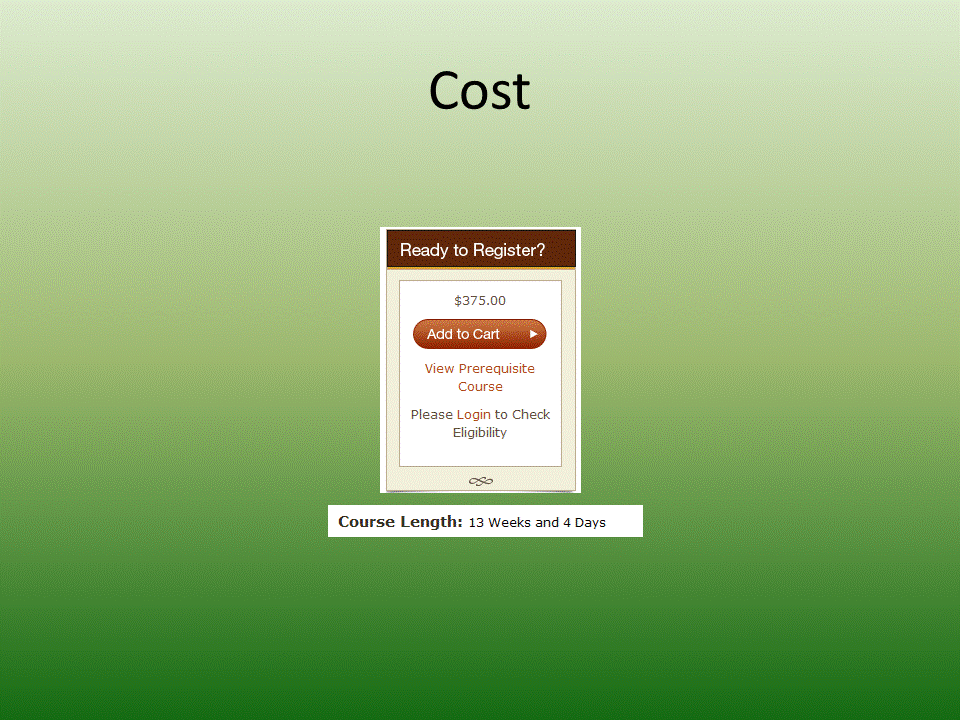 Cost
Ready to Register?
$375.00
Add to Cart
View Prerequisite
Course
Please Login to Check
Eligibility
Course Length: 13 Weeks and 4 Days